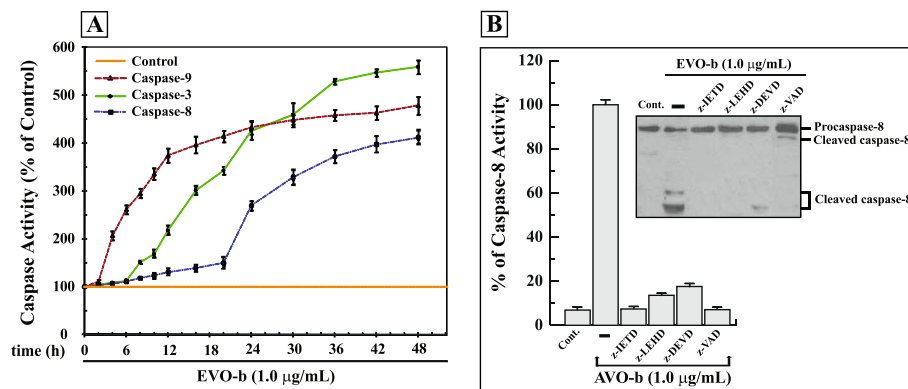 A
Caspase Activity (% of Control)
600
500
400
300
200
100
0
Control
Caspase-9
Caspase-3
Caspase-8
time (h)
0 6 12 18 24 30 36 42 48
EVO-b (1.0 µg/mL)
B
% of Caspase-8 Activity
120
100
80
60
40
20
0
EVO-b (1.0 µg/mL)
Cont. – z-IETD z-LEHD z-DEVD z-VAD
Procaspase-8
Cleaved caspase-8
Cleaved caspase-8
Cont. – z-IETD z-LEHD z-DEVD z-VAD
AVO-b (1.0 µg/mL)